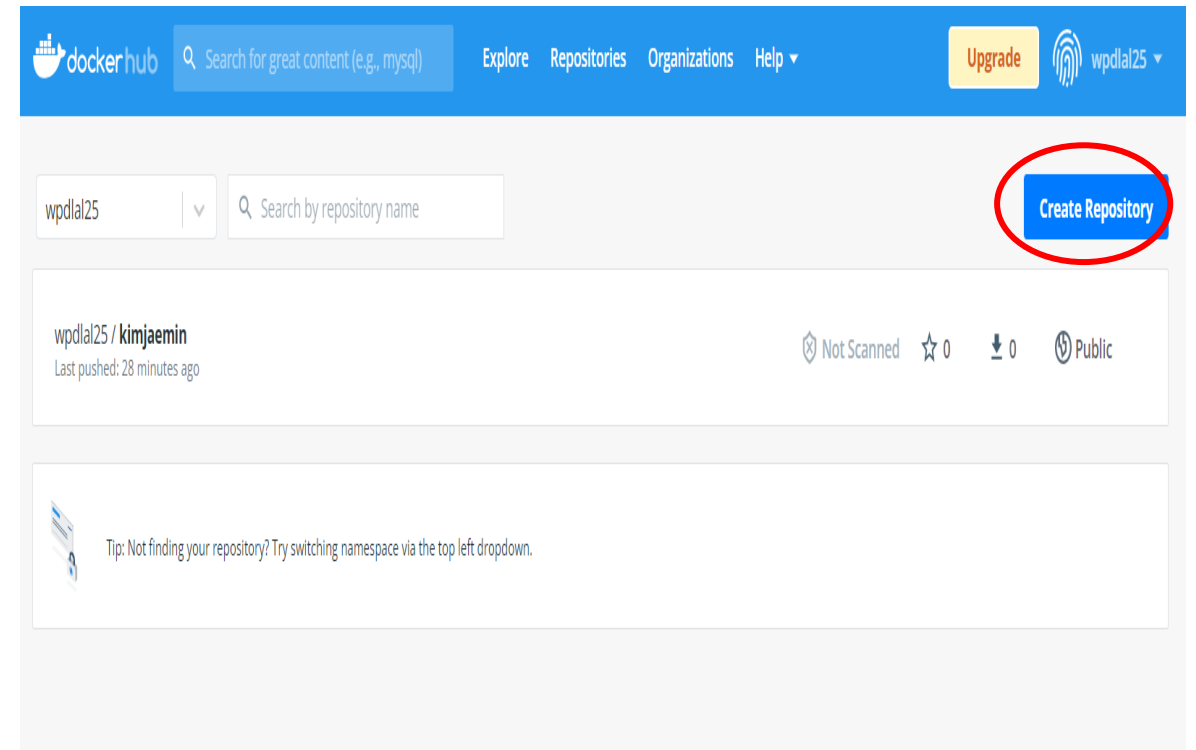 dockerhub Search for great content (e.g., mysql) Explore Repositories Organizations Help Upgrade wpdlal25
wpdlal25 Search by repository name Create Repository
wpdlal25 / kimjaemin
Last pushed: 28 minutes ago
Not Scanned 0 0 Public
Tip: Not finding your repository? Try switching namespace via the top left dropdown.